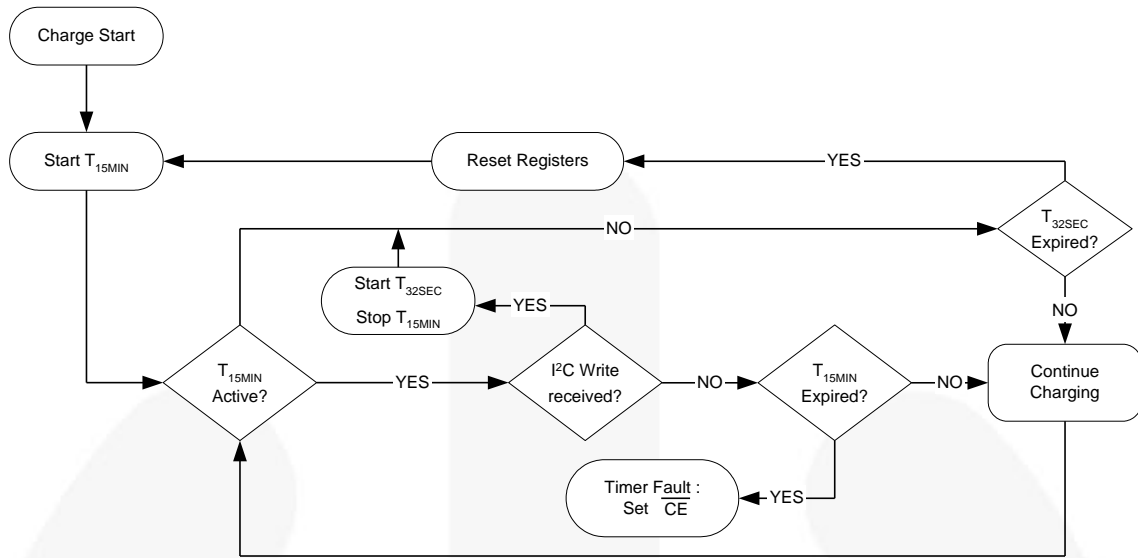 Charge Start
Start T15MIN
Reset Registers
YES
T32SEC
Expired?
NO
Start T32SEC
Stop T15MIN
YES
NO
T15MIN
Active?
YES
I²C Write
received?
NO
T15MIN
Expired?
NO
Continue
Charging
Timer Fault :
Set C̅E̅
YES